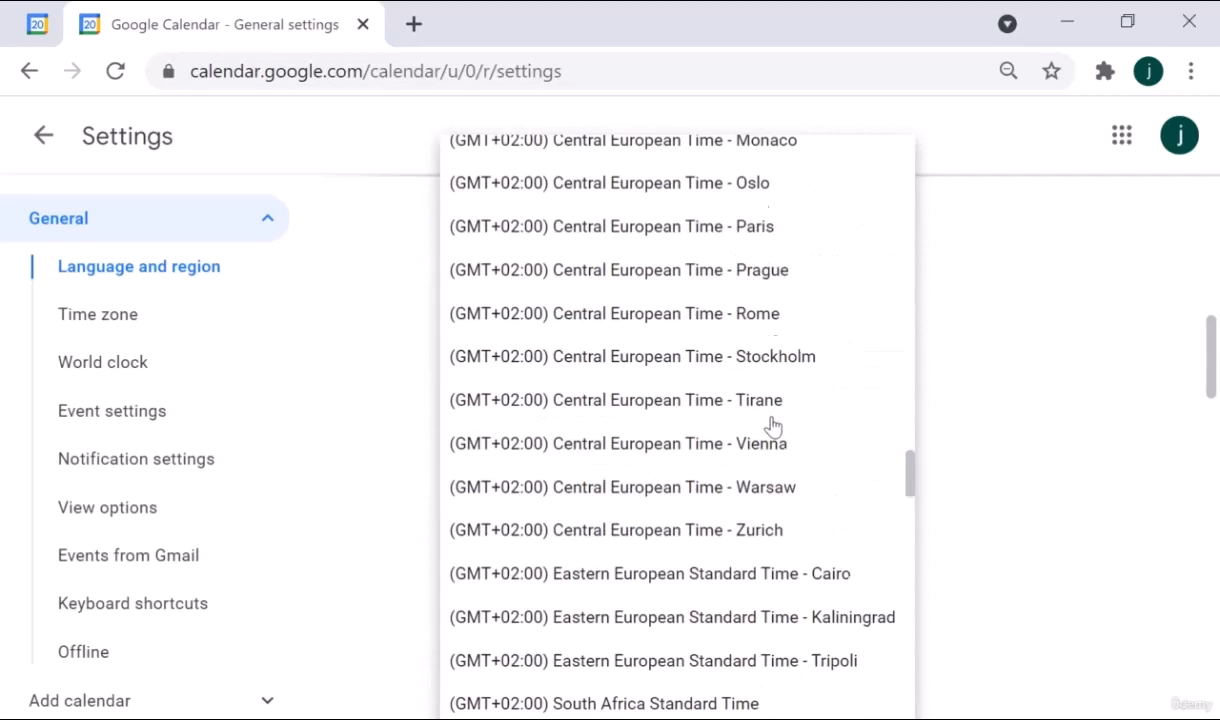 20
20 Google Calendar - General settings
calendar.google.com/calendar/u/0/r/settings
j
Settings
j
General
Language and region
Time zone
World clock
Event settings
Notification settings
View options
Events from Gmail
Keyboard shortcuts
Offline
Add calendar
(GMT+02:00) Central European Time - Monaco
(GMT+02:00) Central European Time - Oslo
(GMT+02:00) Central European Time - Paris
(GMT+02:00) Central European Time - Prague
(GMT+02:00) Central European Time - Rome
(GMT+02:00) Central European Time - Stockholm
(GMT+02:00) Central European Time - Tirane
(GMT+02:00) Central European Time - Vienna
(GMT+02:00) Central European Time - Warsaw
(GMT+02:00) Central European Time - Zurich
(GMT+02:00) Eastern European Standard Time - Cairo
(GMT+02:00) Eastern European Standard Time - Kaliningrad
(GMT+02:00) Eastern European Standard Time - Tripoli
(GMT+02:00) South Africa Standard Time
ûdemy